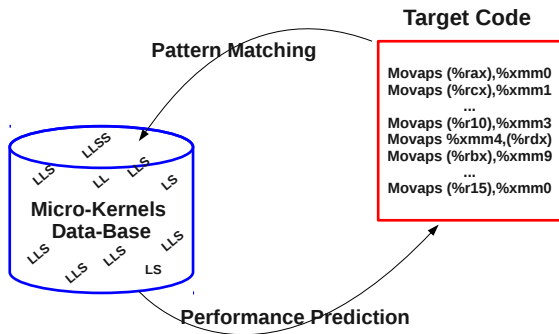 Target Code
Pattern Matching
Movaps (%rax),%xmm0
Movaps (%rcx),%xmm1
...
Movaps (%r10),%xmm3
Movaps %xmm4,(%rdx)
Movaps (%rbx),%xmm9
...
Movaps (%r15),%xmm0
LLSS
LLS
LLS
LL
LS
Micro-Kernels
Data-Base
LLS
LLS
LLS
LLS
LS
Performance Prediction